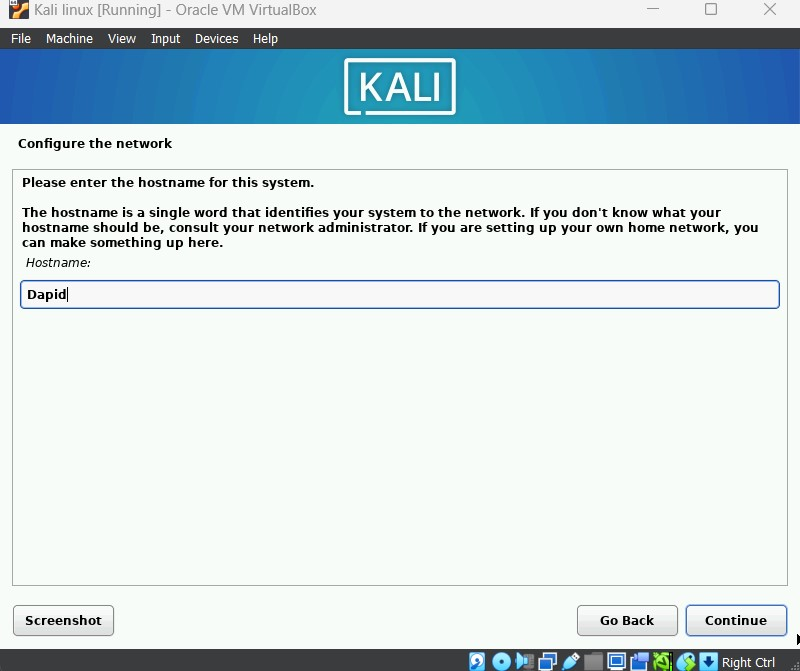 Kali linux [Running] - Oracle VM VirtualBox
File Machine View Input Devices Help
KALI
Configure the network
Please enter the hostname for this system.
The hostname is a single word that identifies your system to the network. If you don't know what your
hostname should be, consult your network administrator. If you are setting up your own home network, you
can make something up here.
Hostname:
Dapid
Screenshot
Go Back
Continue
Right Ctrl